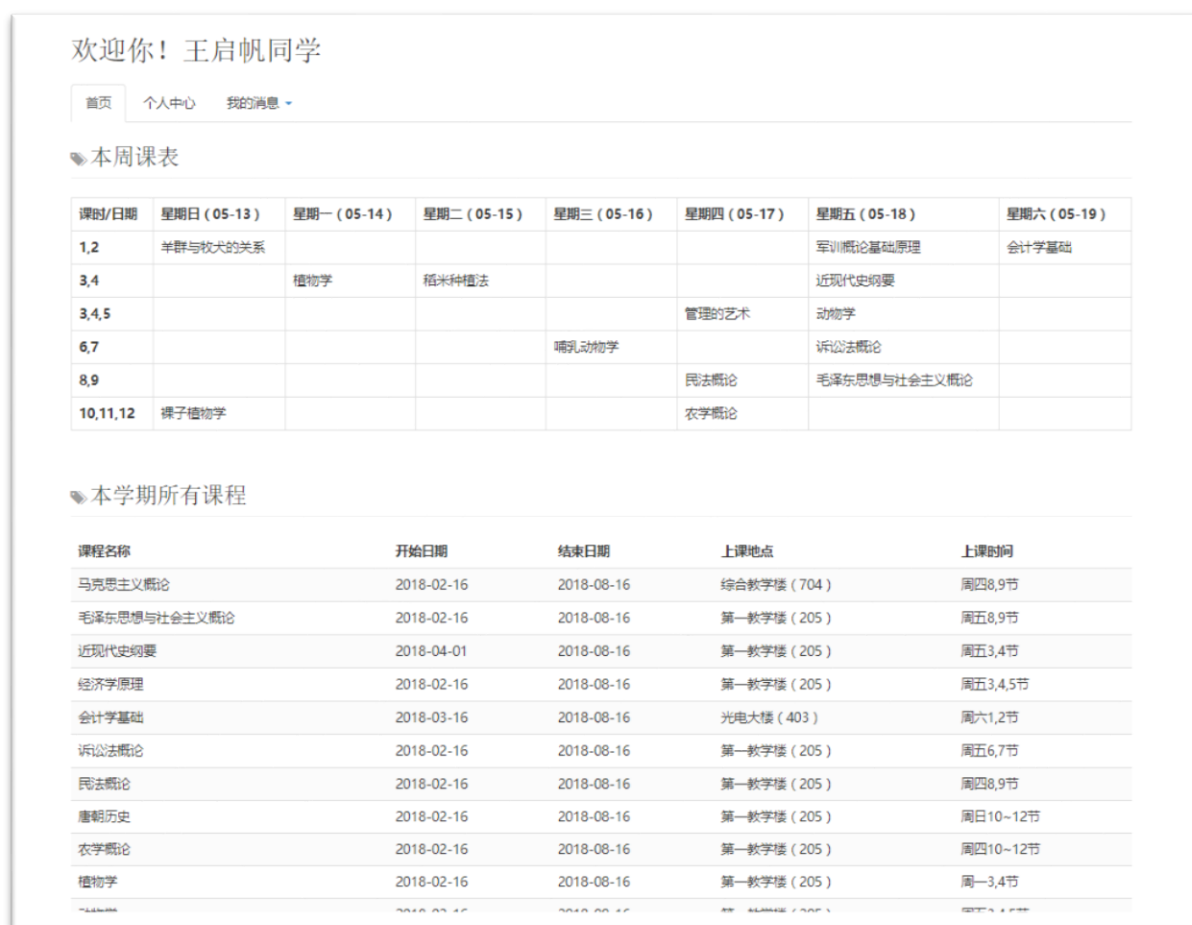 欢迎你！王启帆同学
首页 个人中心 我的消息
本周课表
课时/日期 星期日 ( 05-13 ) 星期一 ( 05-14 ) 星期二 ( 05-15 ) 星期三 ( 05-16 ) 星期四 ( 05-17 ) 星期五 ( 05-18 ) 星期六 ( 05-19 )
1,2 羊群与牧犬的关系 军训概论基础原理 会计学基础
3,4 植物学 稻米种植法 近现代史纲要
3,4,5 管理的艺术 动物学
6,7 哺乳动物学 诉讼法概论
8,9 民法概论 毛泽东思想与社会主义概论
10,11,12 裸子植物学 农学概论
本学期所有课程
课程名称 开始日期 结束日期 上课地点 上课时间
马克思主义概论 2018-02-16 2018-08-16 综合教学楼 ( 704 ) 周四8,9节
毛泽东思想与社会主义概论 2018-02-16 2018-08-16 第一教学楼 ( 205 ) 周五8,9节
近现代史纲要 2018-04-01 2018-08-16 第一教学楼 ( 205 ) 周五3,4节
经济学原理 2018-02-16 2018-08-16 第一教学楼 ( 205 ) 周五3,4,5节
会计学基础 2018-03-16 2018-08-16 光电大楼 ( 403 ) 周六1,2节
诉讼法概论 2018-02-16 2018-08-16 第一教学楼 ( 205 ) 周五6,7节
民法概论 2018-02-16 2018-08-16 第一教学楼 ( 205 ) 周四8,9节
唐朝历史 2018-02-16 2018-08-16 第一教学楼 ( 205 ) 周日10~12节
农学概论 2018-02-16 2018-08-16 第一教学楼 ( 205 ) 周四10~12节
植物学 2018-02-16 2018-08-16 第一教学楼 ( 205 ) 周一3,4节